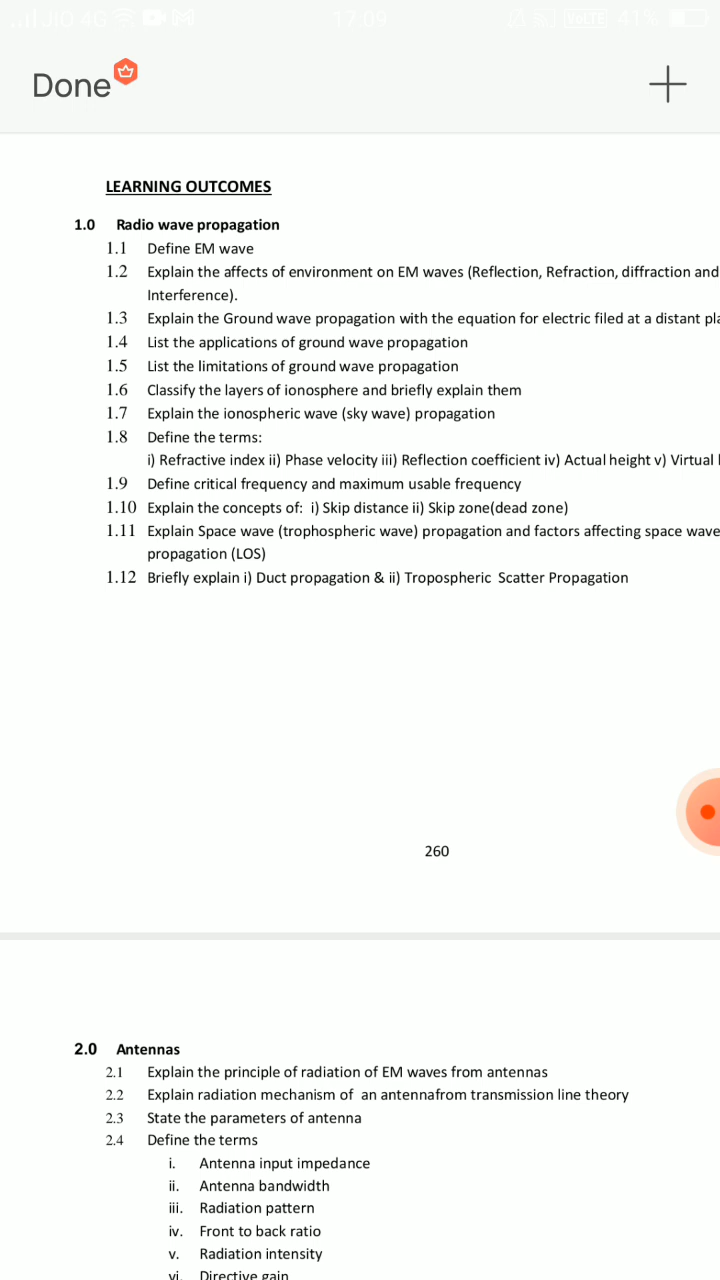 JIO 4G
17:09
VoLTE 41%
Done
LEARNING OUTCOMES
1.0 Radio wave propagation
1.1 Define EM wave
1.2 Explain the affects of environment on EM waves (Reflection, Refraction, diffraction and
Interference).
1.3 Explain the Ground wave propagation with the equation for electric filed at a distant
1.4 List the applications of ground wave propagation
1.5 List the limitations of ground wave propagation
1.6 Classify the layers of ionosphere and briefly explain them
1.7 Explain the ionospheric wave (sky wave) propagation
1.8 Define the terms:
i) Refractive index ii) Phase velocity iii) Reflection coefficient iv) Actual height v) Virtual
1.9 Define critical frequency and maximum usable frequency
1.10 Explain the concepts of: i) Skip distance ii) Skip zone(dead zone)
1.11 Explain Space wave (trophospheric wave) propagation and factors affecting space wave
propagation (LOS)
1.12 Briefly explain i) Duct propagation & ii) Tropospheric Scatter Propagation
260
2.0 Antennas
2.1 Explain the principle of radiation of EM waves from antennas
2.2 Explain radiation mechanism of an antennafrom transmission line theory
2.3 State the parameters of antenna
2.4 Define the terms
i. Antenna input impedance
ii. Antenna bandwidth
iii. Radiation pattern
iv. Front to back ratio
v. Radiation intensity
vi. Directive gain